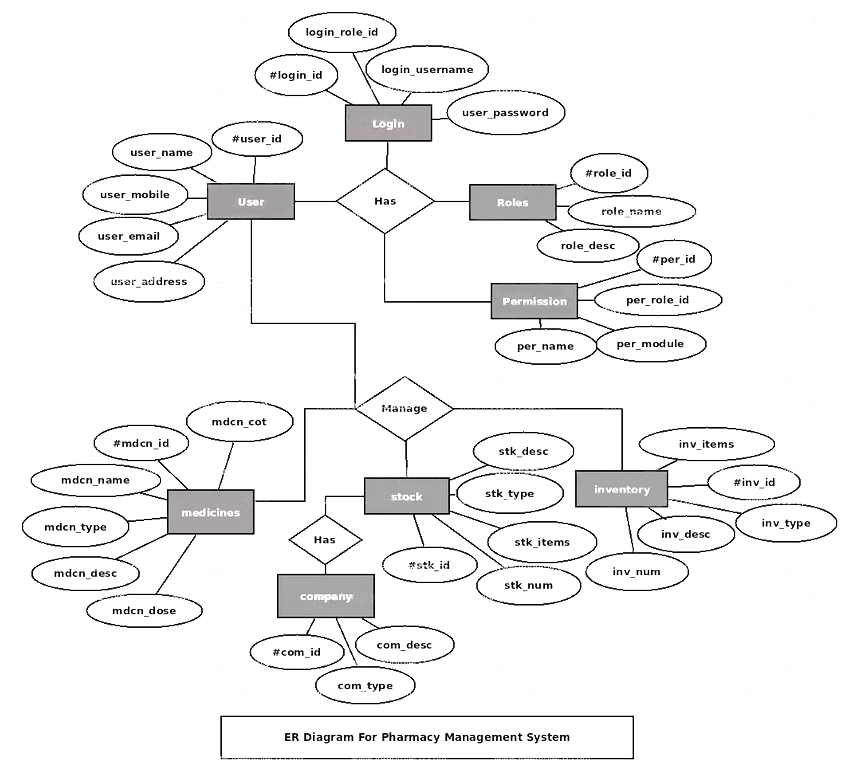 login_role_id
login_username
#login_id
user_password
Login
#user_id
user_name
user_mobile
user_email
user_address
User
Has
Roles
#role_id
role_name
role_desc
#per_id
per_role_id
Permission
per_name
per_module
Manage
mdcn_cot
#mdcn_id
mdcn_name
mdcn_type
mdcn_desc
mdcn_dose
medicines
stk_desc
stk_type
stock
stk_items
#stk_id
stk_num
inv_items
#inv_id
inventory
inv_type
inv_desc
inv_num
Has
company
#com_id
com_desc
com_type
ER Diagram For Pharmacy Management System